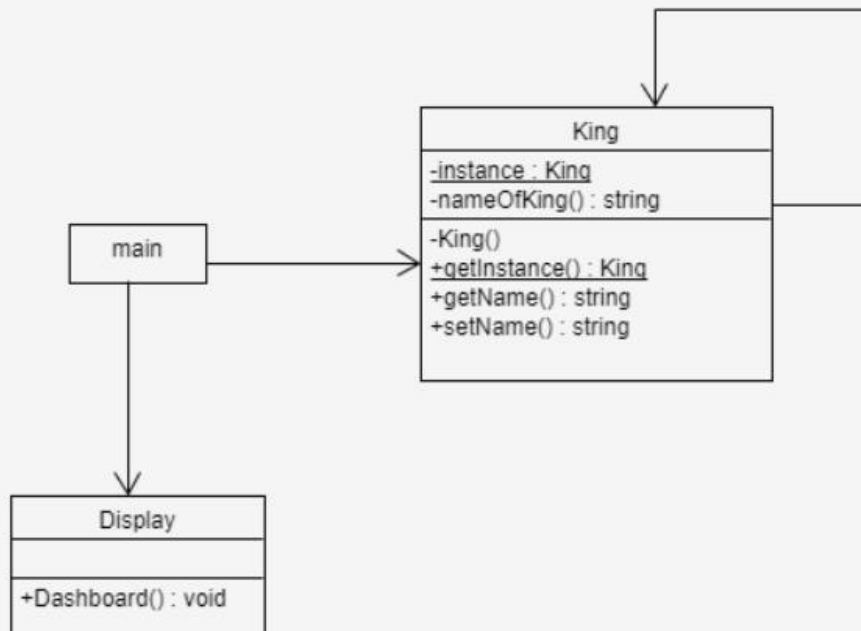 King
-instance : King
-nameOfKing() : string
-King()
+getInstance() : King
+getName() : string
+setName() : string
main
Display
+Dashboard() : void